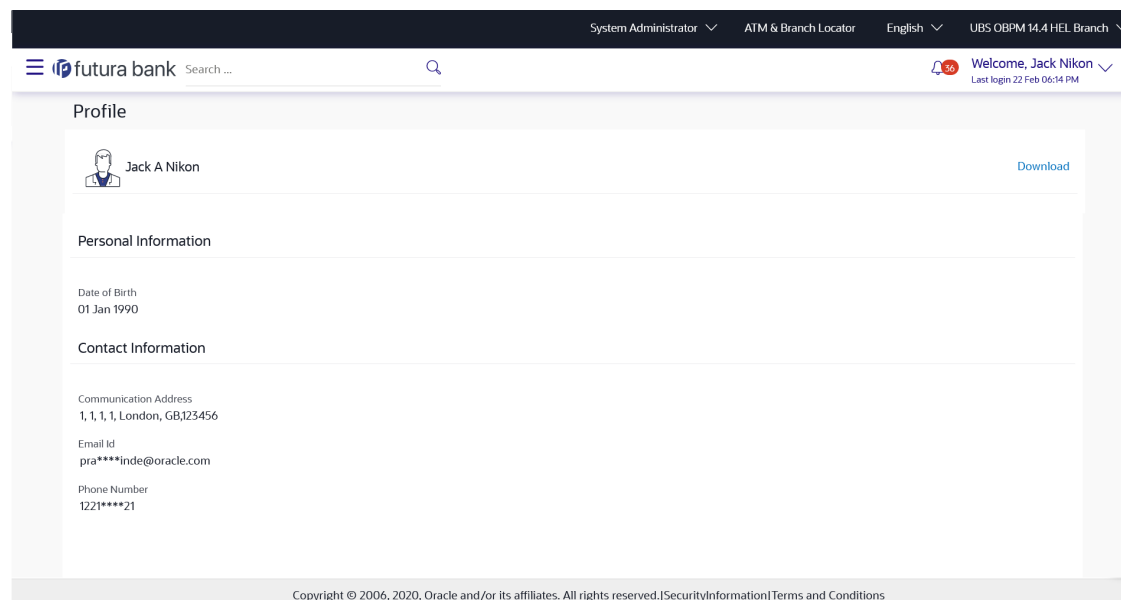 System Administrator ATM & Branch Locator English UBS OBPM 14.4 HEL Branch
futura bank Search ... 36 Welcome, Jack Nikon
Last login 22 Feb 06:14 PM
Profile
Jack A Nikon Download
Personal Information
Date of Birth
01 Jan 1990
Contact Information
Communication Address
1, 1, 1, 1, London, GB,123456
Email Id
pra****inde@oracle.com
Phone Number
1221****21
Copyright © 2006, 2020, Oracle and/or its affiliates. All rights reserved.|SecurityInformation|Terms and Conditions